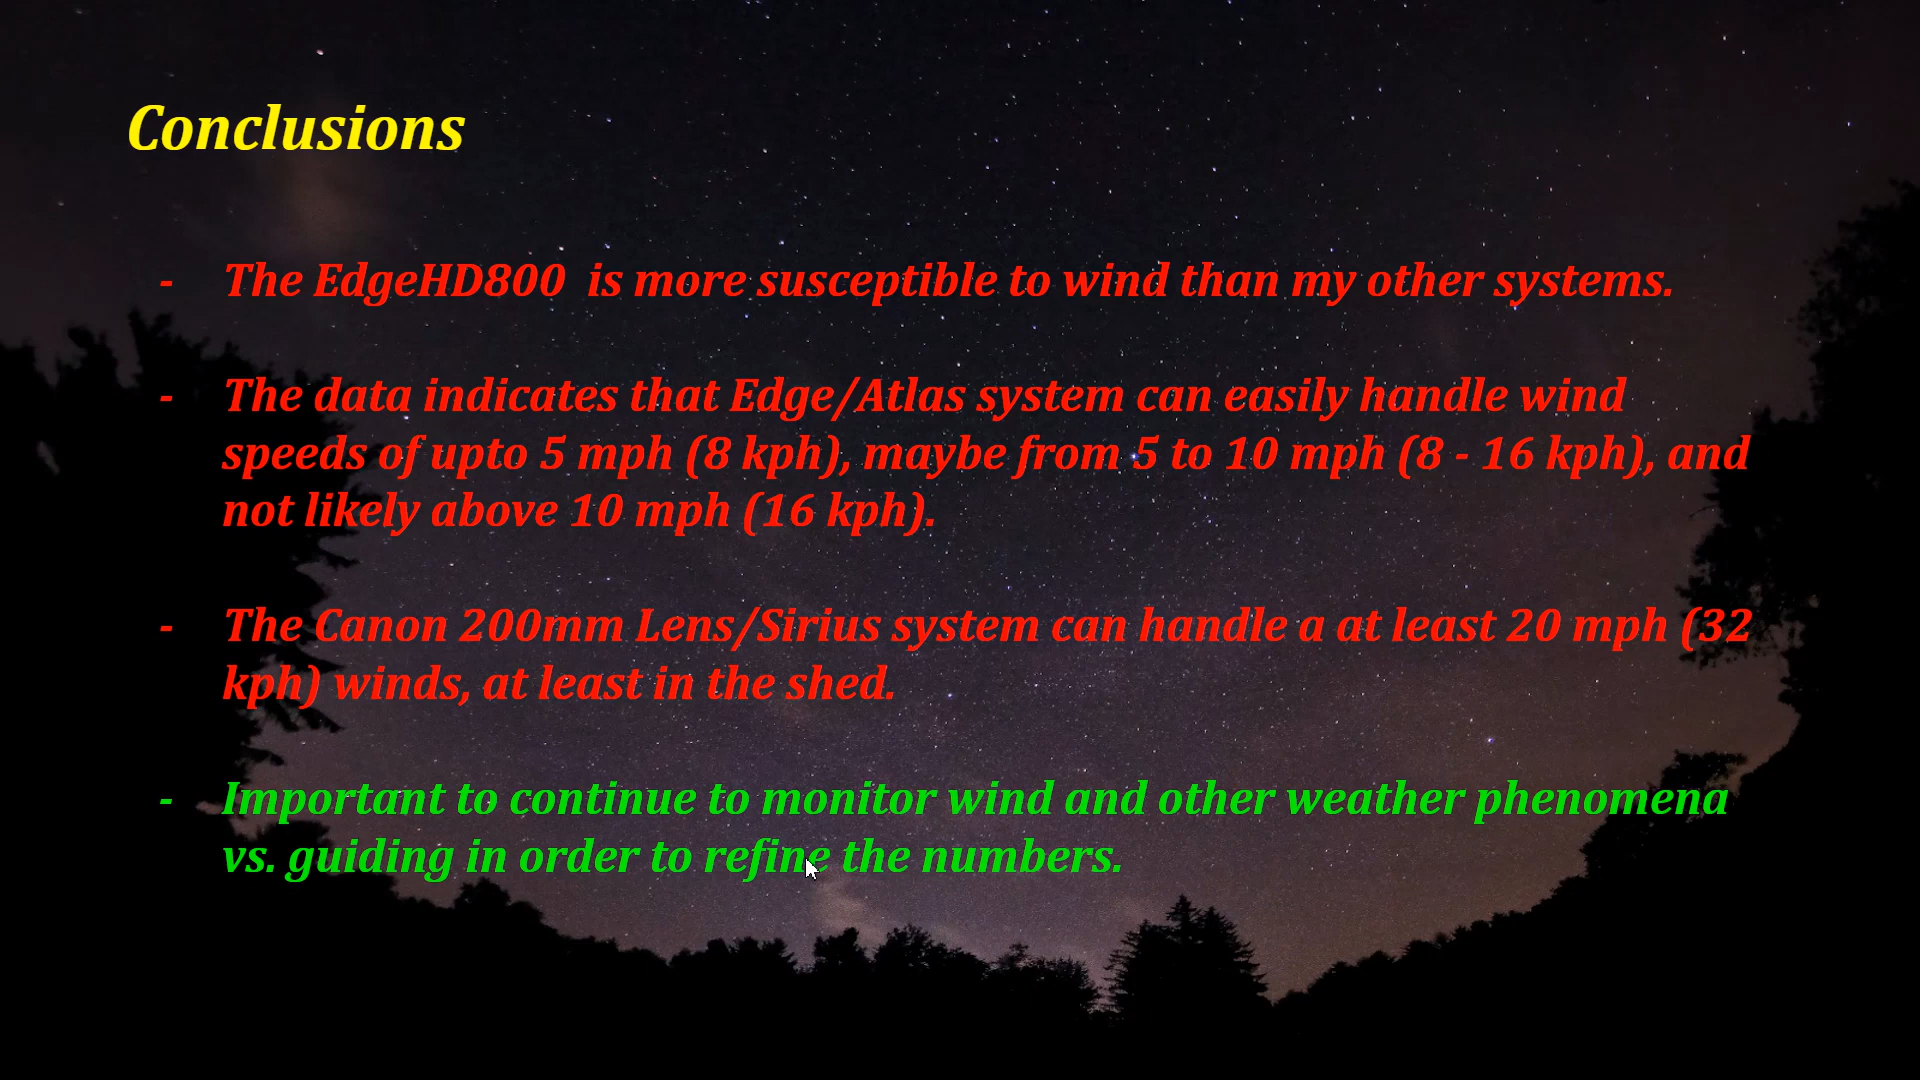 Conclusions
- The EdgeHD800  is more susceptible to wind than my other systems.
- The data indicates that Edge/Atlas system can easily handle wind
speeds of upto 5 mph (8 kph), maybe from 5 to 10 mph (8 - 16 kph), and
not likely above 10 mph (16 kph).
- The Canon 200mm Lens/Sirius system can handle a at least 20 mph (32
kph) winds, at least in the shed.
- Important to continue to monitor wind and other weather phenomena
vs. guiding in order to refine the numbers.